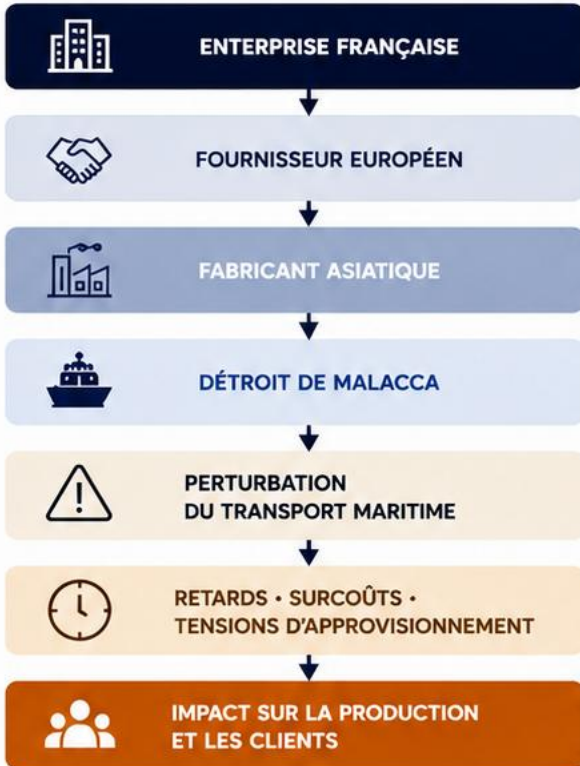 ENTERPRISE FRANÇAISE
FOURNISSEUR EUROPÉEN
FABRICANT ASIATIQUE
DÉTROIT DE MALACCA
PERTURBATION
DU TRANSPORT MARITIME
RETARDS • SURCOÛTS •
TENSIONS D'APPROVISIONNEMENT
IMPACT SUR LA PRODUCTION
ET LES CLIENTS